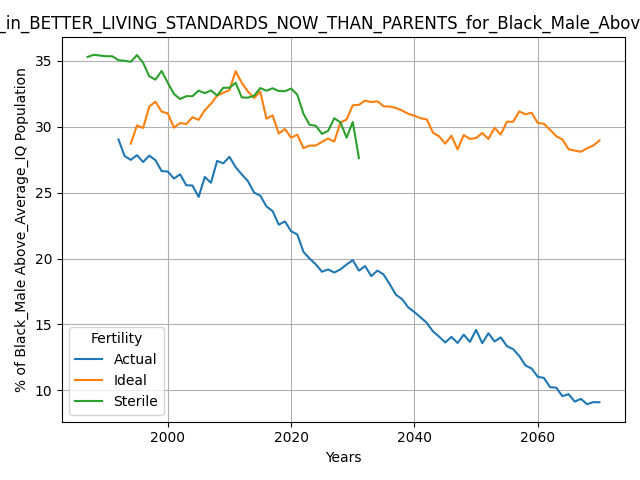 _in_BETTER_LIVING_STANDARDS_NOW_THAN_PARENTS_for_Black_Male_Abov
% of Black_Male Above_Average_IQ Population
35
30
25
20
15
10
Fertility
Actual
Ideal
Sterile
2000 2020 2040 2060
Years